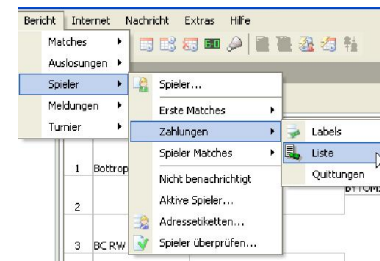 Bericht Internet Nachricht Extras Hilfe
Matches
Auslosungen
Spieler
Meldungen
Turnier
Spieler...
Erste Matches
Zahlungen
Spieler Matches
Nicht benachrichtigt
Aktive Spieler...
Adressetiketten...
Spieler überprüfen...
Labels
Liste
Quittungen
1 Bottrop
2
3 BC RW